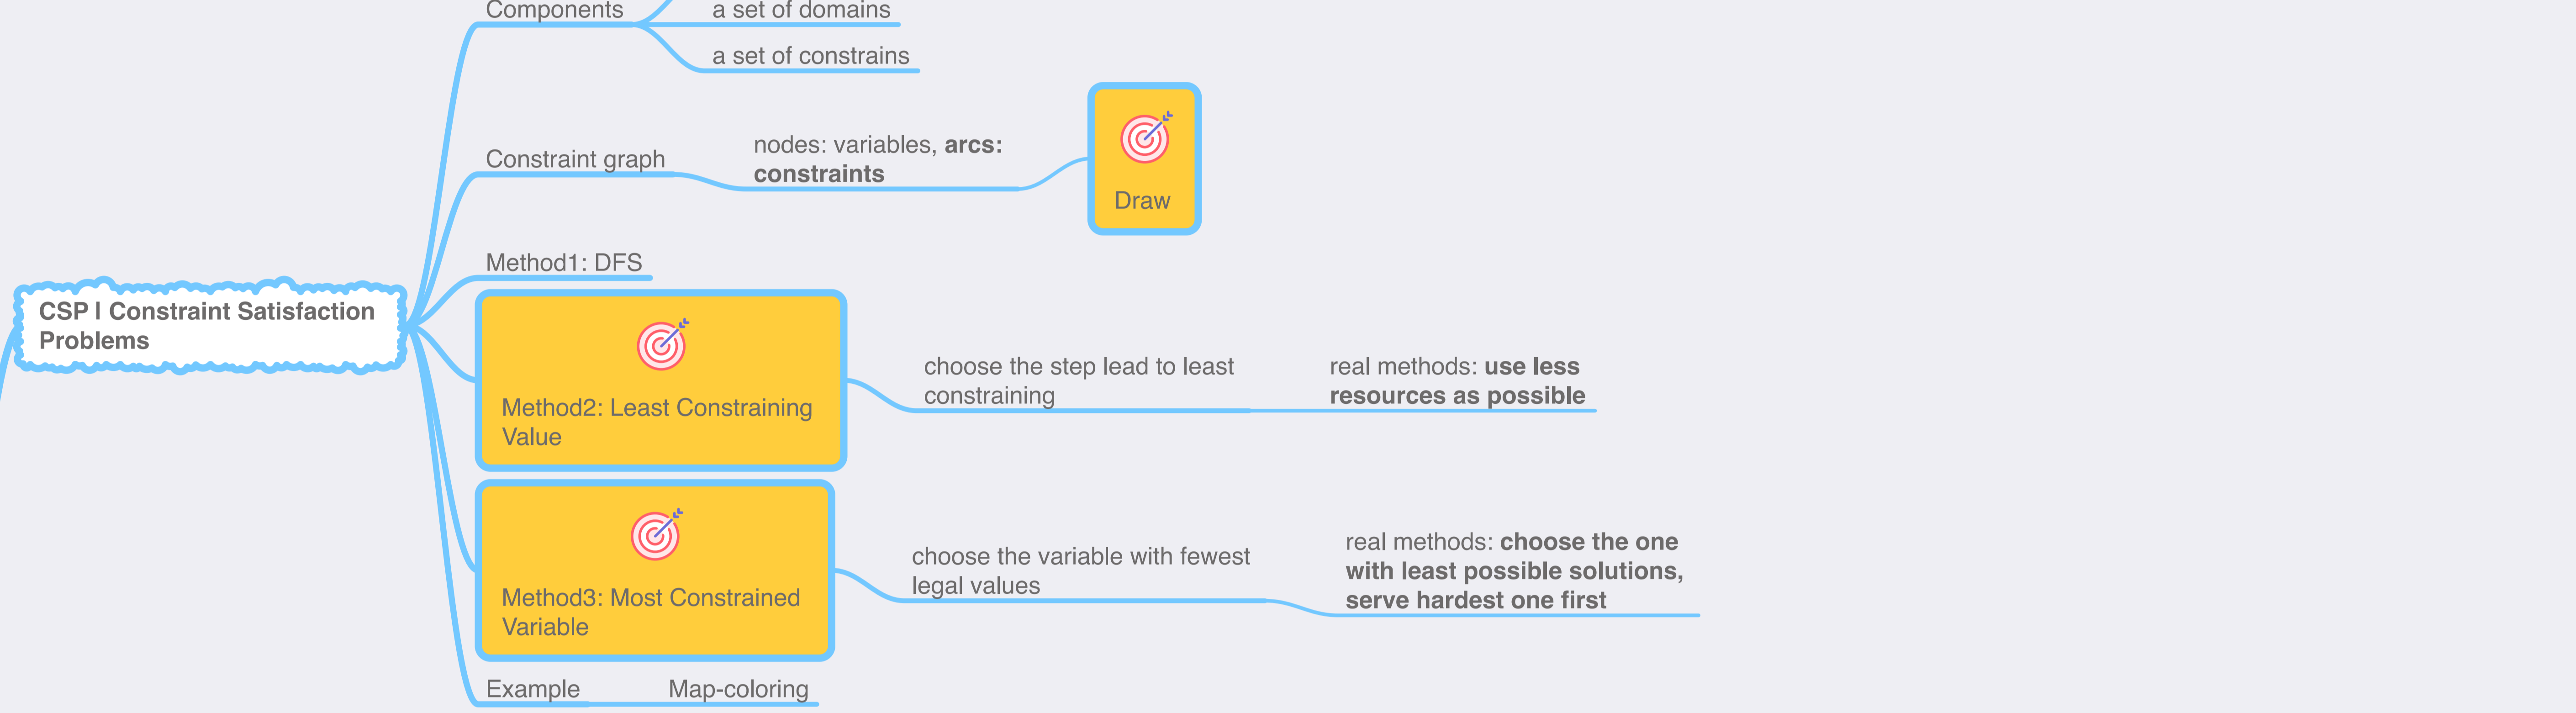 Components
a set of domains
a set of constrains
Constraint graph
nodes: variables, arcs:
constraints
Draw
Method1: DFS
CSP | Constraint Satisfaction
Problems
Method2: Least Constraining
Value
choose the step lead to least
constraining
real methods: use less
resources as possible
Method3: Most Constrained
Variable
choose the variable with fewest
legal values
real methods: choose the one
with least possible solutions,
serve hardest one first
Example
Map-coloring